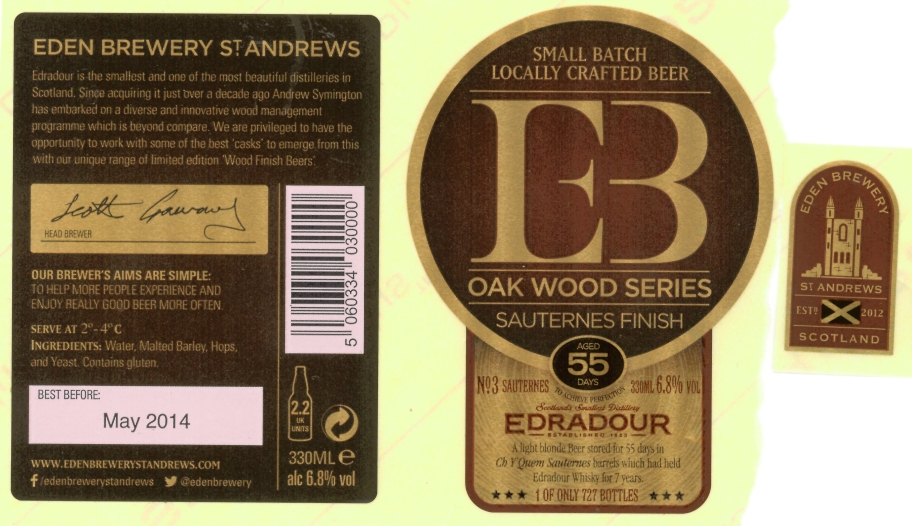 EDEN BREWERY ST ANDREWS
Edradour is the smallest and one of the most beautiful distilleries in
Scotland. Since acquiring it just over a decade ago Andrew Symington
has embarked on a diverse and innovative wood management
programme which is beyond compare. We are privileged to have the
opportunity to work with some of the best 'casks' to emerge from this
with our unique range of limited edition 'Wood Finish Beers'.
Scott
HEAD BREWER
OUR BREWER'S AIMS ARE SIMPLE:
TO HELP MORE PEOPLE EXPERIENCE AND
ENJOY REALLY GOOD BEER MORE OFTEN.
SERVE AT 2º- 4º C
INGREDIENTS: Water, Malted Barley, Hops,
and Yeast. Contains gluten.
BEST BEFORE:
May 2014
WWW.EDENBREWERYSTANDREWS.COM
f /edenbrewerystandrews @edenbrewery
5 060334 030000
2.2
UK
UNITS
330ML e
alc 6.8% vol
SMALL BATCH
LOCALLY CRAFTED BEER
EB
OAK WOOD SERIES
SAUTERNES FINISH
AGED
55
DAYS
TO ACHIEVE PERFECTION
Nº3 SAUTERNES 330ML 6.8% VOL
Scotland's Smallest Distillery
EDRADOUR
ESTABLISHED 1825
A light blonde Beer stored for 55 days in
Ch Y'Quem Sauternes barrels which had held
Edradour Whisky for 7 years.
★★★ 1 OF ONLY 727 BOTTLES ★★★
EDEN BREWERY
ST ANDREWS
ESTD 2012
SCOTLAND